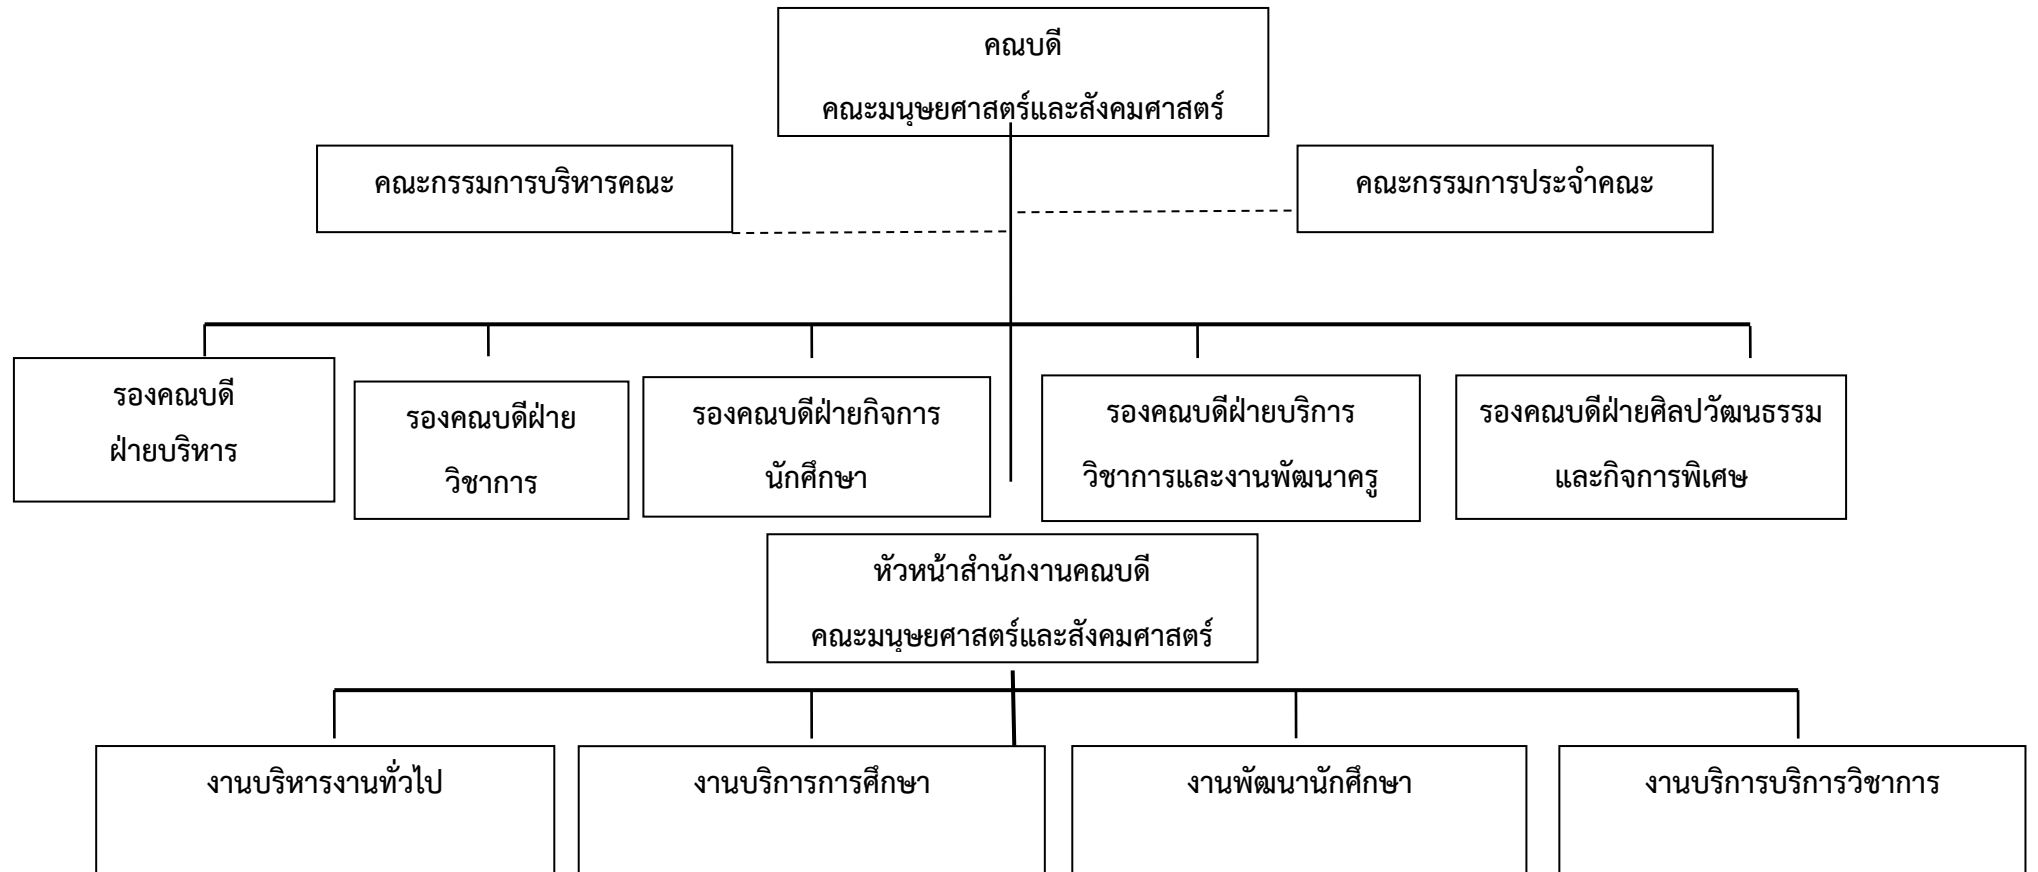 คณบดี
คณะมนุษยศาสตร์และสังคมศาสตร์
คณะกรรมการบริหารคณะ
คณะกรรมการประจำคณะ
รองคณบดี
ฝ่ายบริหาร
รองคณบดีฝ่าย
วิชาการ
รองคณบดีฝ่ายกิจการ
นักศึกษา
รองคณบดีฝ่ายบริการ
วิชาการและงานพัฒนาครู
รองคณบดีฝ่ายศิลปวัฒนธรรม
และกิจการพิเศษ
หัวหน้าสำนักงานคณบดี
คณะมนุษยศาสตร์และสังคมศาสตร์
งานบริหารงานทั่วไป
งานบริการการศึกษา
งานพัฒนานักศึกษา
งานบริการบริการวิชาการ